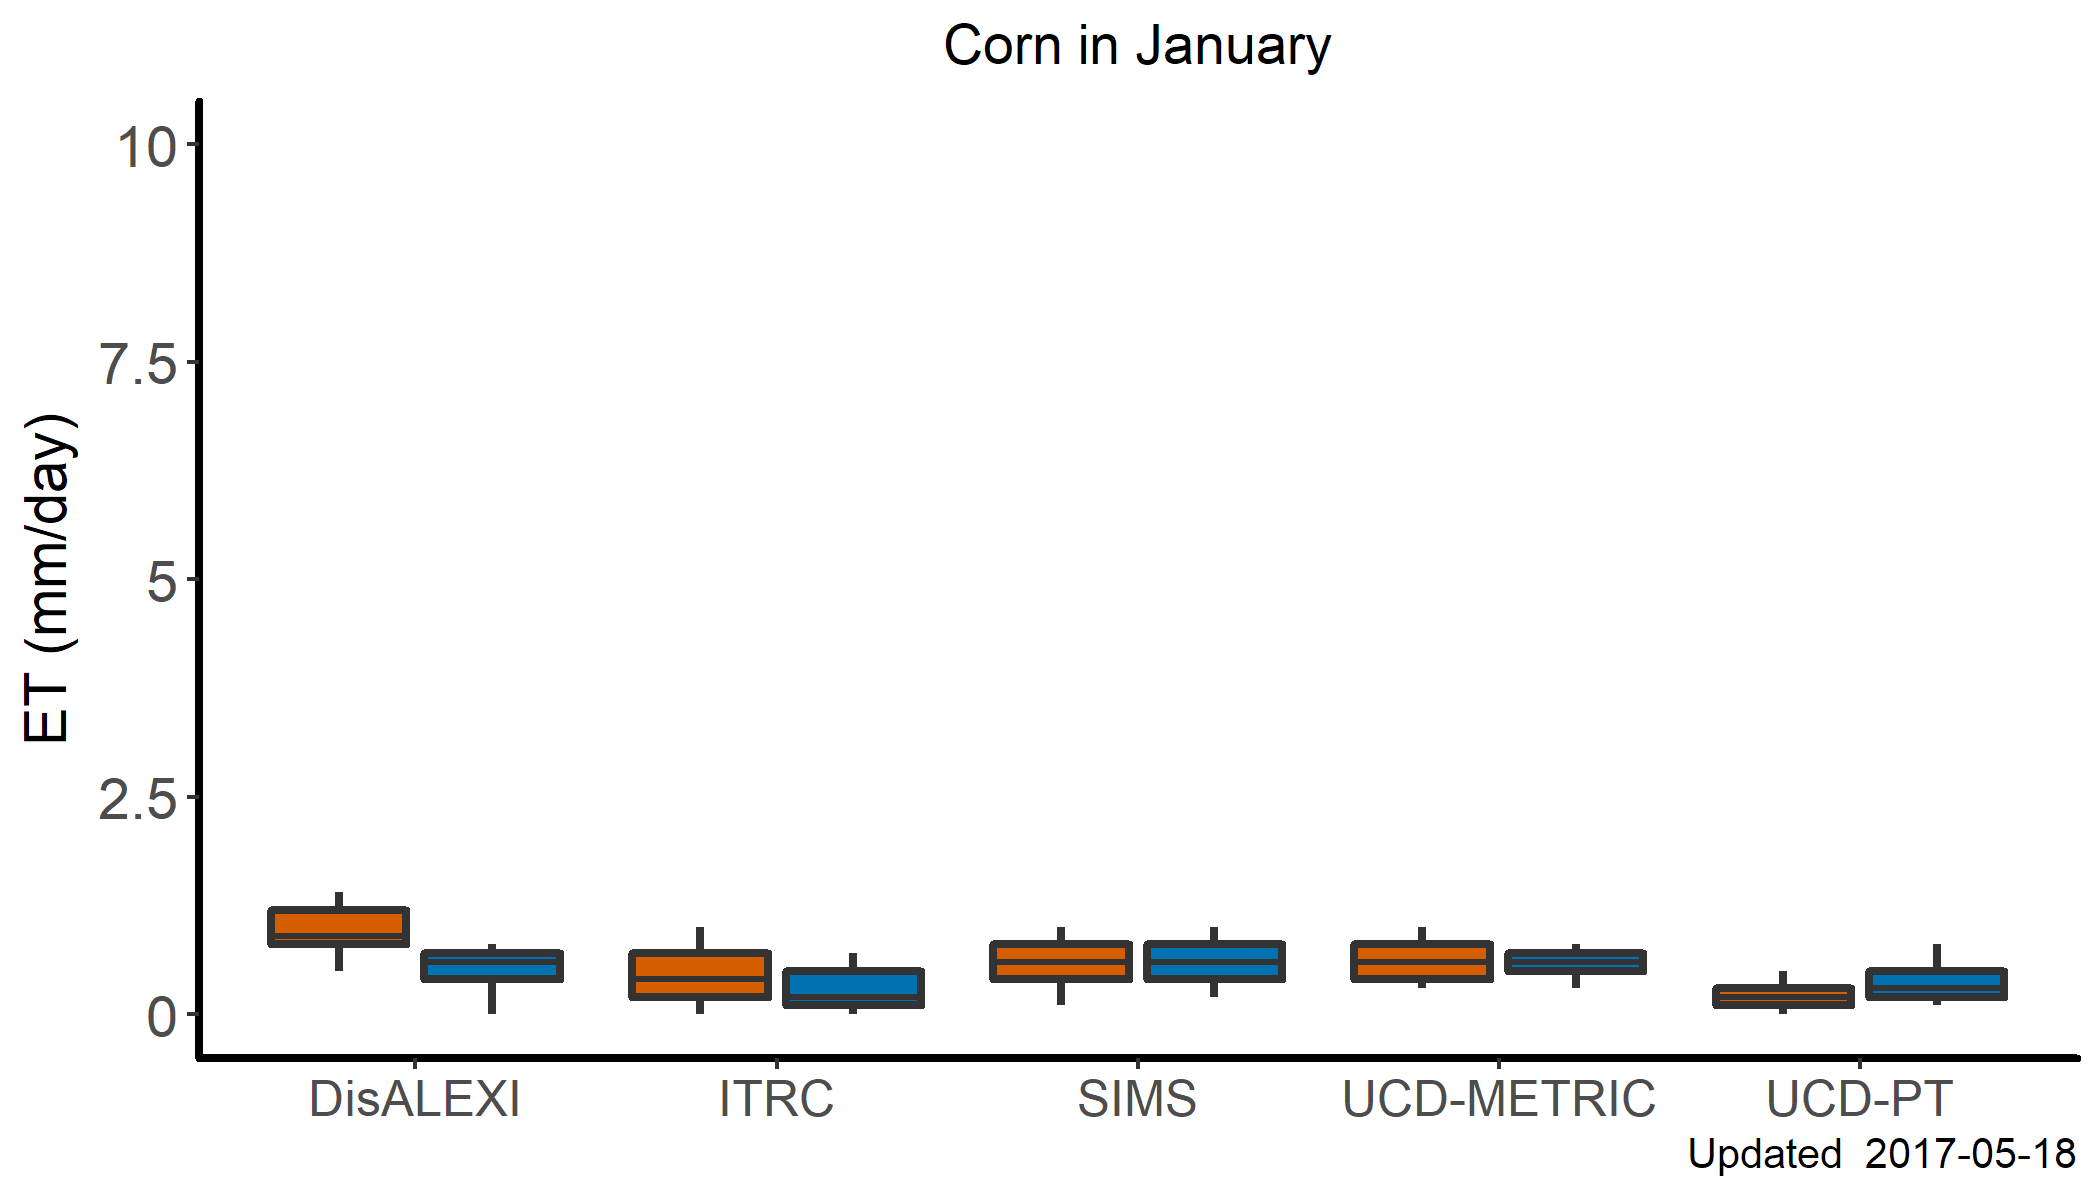 Corn in January
ET (mm/day)
10
7.5
5
2.5
0
DisALEXI ITRC SIMS UCD-METRIC UCD-PT
Updated  2017-05-18